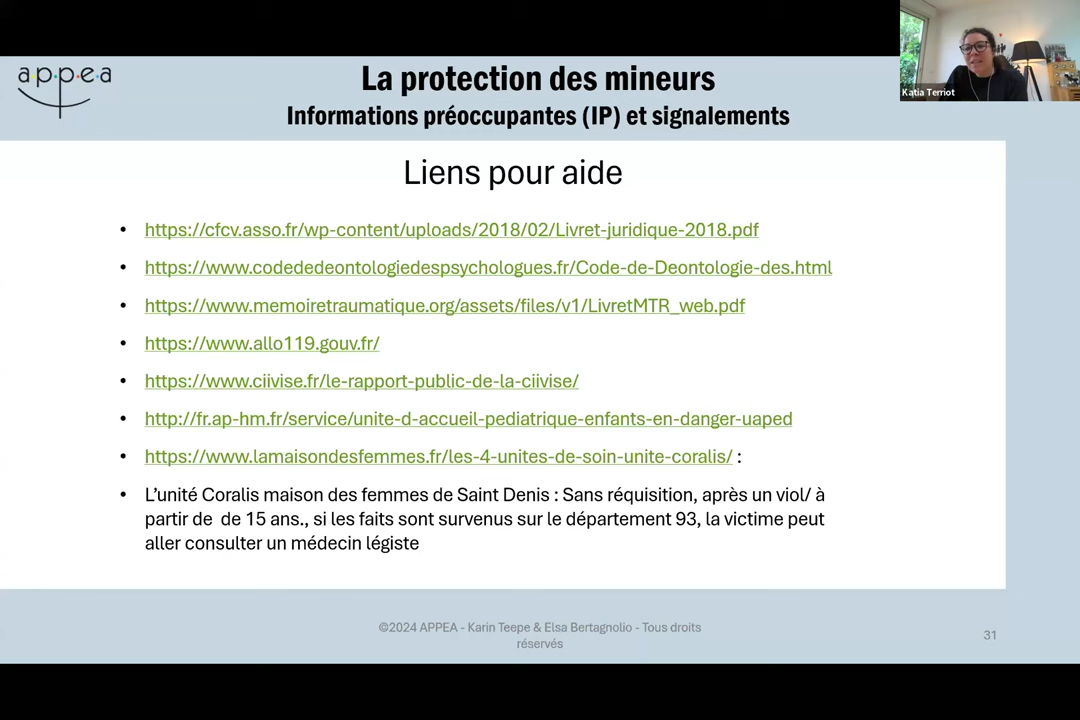 appea
La protection des mineurs
Informations préoccupantes (IP) et signalements
Katia Terriot
Liens pour aide
• https://cfcv.asso.fr/wp-content/uploads/2018/02/Livret-juridique-2018.pdf
• https://www.codededeontologiedespsychologues.fr/Code-de-Deontologie-des.html
• https://www.memoiretraumatique.org/assets/files/v1/LivretMTR_web.pdf
• https://www.allo119.gouv.fr/
• https://www.ciivise.fr/le-rapport-public-de-la-ciivise/
• http://fr.ap-hm.fr/service/unite-d-accueil-pediatrique-enfants-en-danger-uaped
• https://www.lamaisondesfemmes.fr/les-4-unites-de-soin-unite-coralis/ :
• L'unité Coralis maison des femmes de Saint Denis : Sans réquisition, après un viol/ à
partir de de 15 ans., si les faits sont survenus sur le département 93, la victime peut
aller consulter un médecin légiste
©2024 APPEA - Karin Teepe & Elsa Bertagnolio - Tous droits
réservés
31